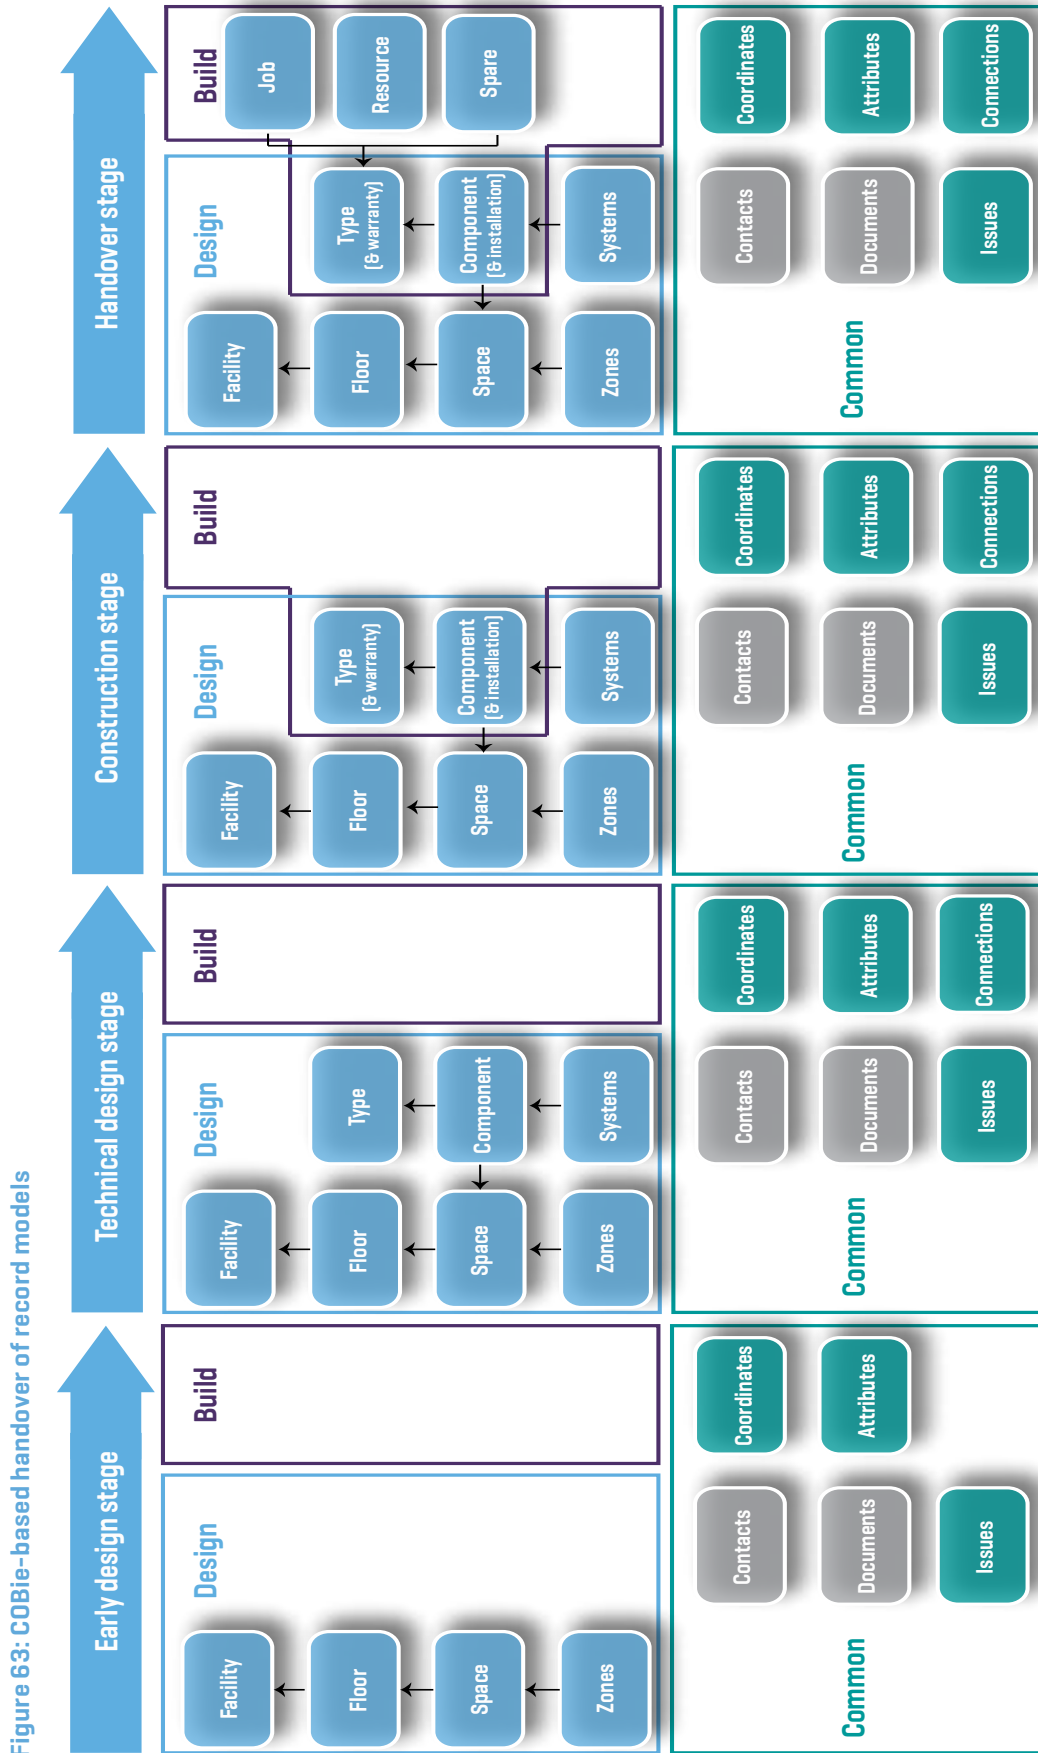 Figure 63: COBie-based handover of record models
Early design stage
Design
Build
Facility
Floor
Space
Zones
Common
Contacts
Coordinates
Documents
Attributes
Issues
Technical design stage
Design
Build
Facility
Floor
Type
Space
Component
Zones
Systems
Common
Contacts
Coordinates
Documents
Attributes
Issues
Connections
Construction stage
Design
Build
Facility
Floor
Type
(& warranty)
Space
Component
(& installation)
Zones
Systems
Common
Contacts
Coordinates
Documents
Attributes
Issues
Connections
Handover stage
Design
Build
Facility
Job
Floor
Type
(& warranty)
Resource
Space
Component
(& installation)
Spare
Zones
Systems
Common
Contacts
Coordinates
Documents
Attributes
Issues
Connections